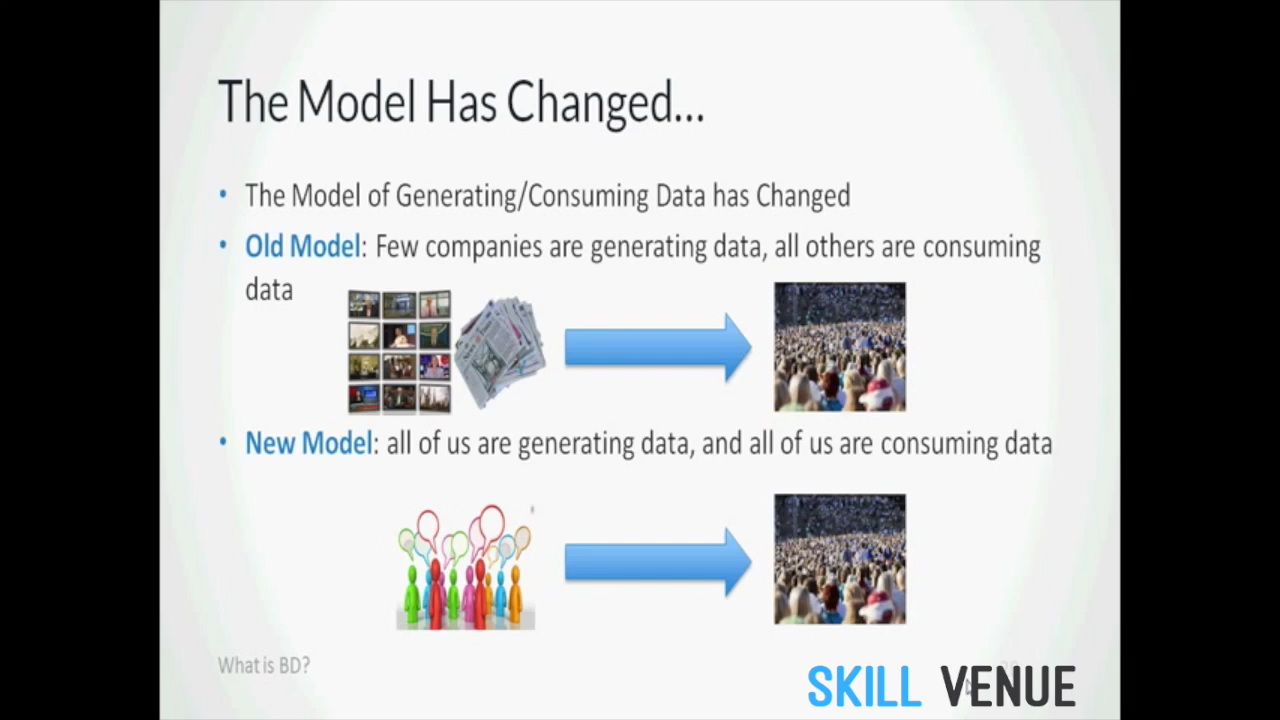 The Model Has Changed...
• The Model of Generating/Consuming Data has Changed
• Old Model: Few companies are generating data, all others are consuming
data
• New Model: all of us are generating data, and all of us are consuming data
What is BD?
SKILL VENUE